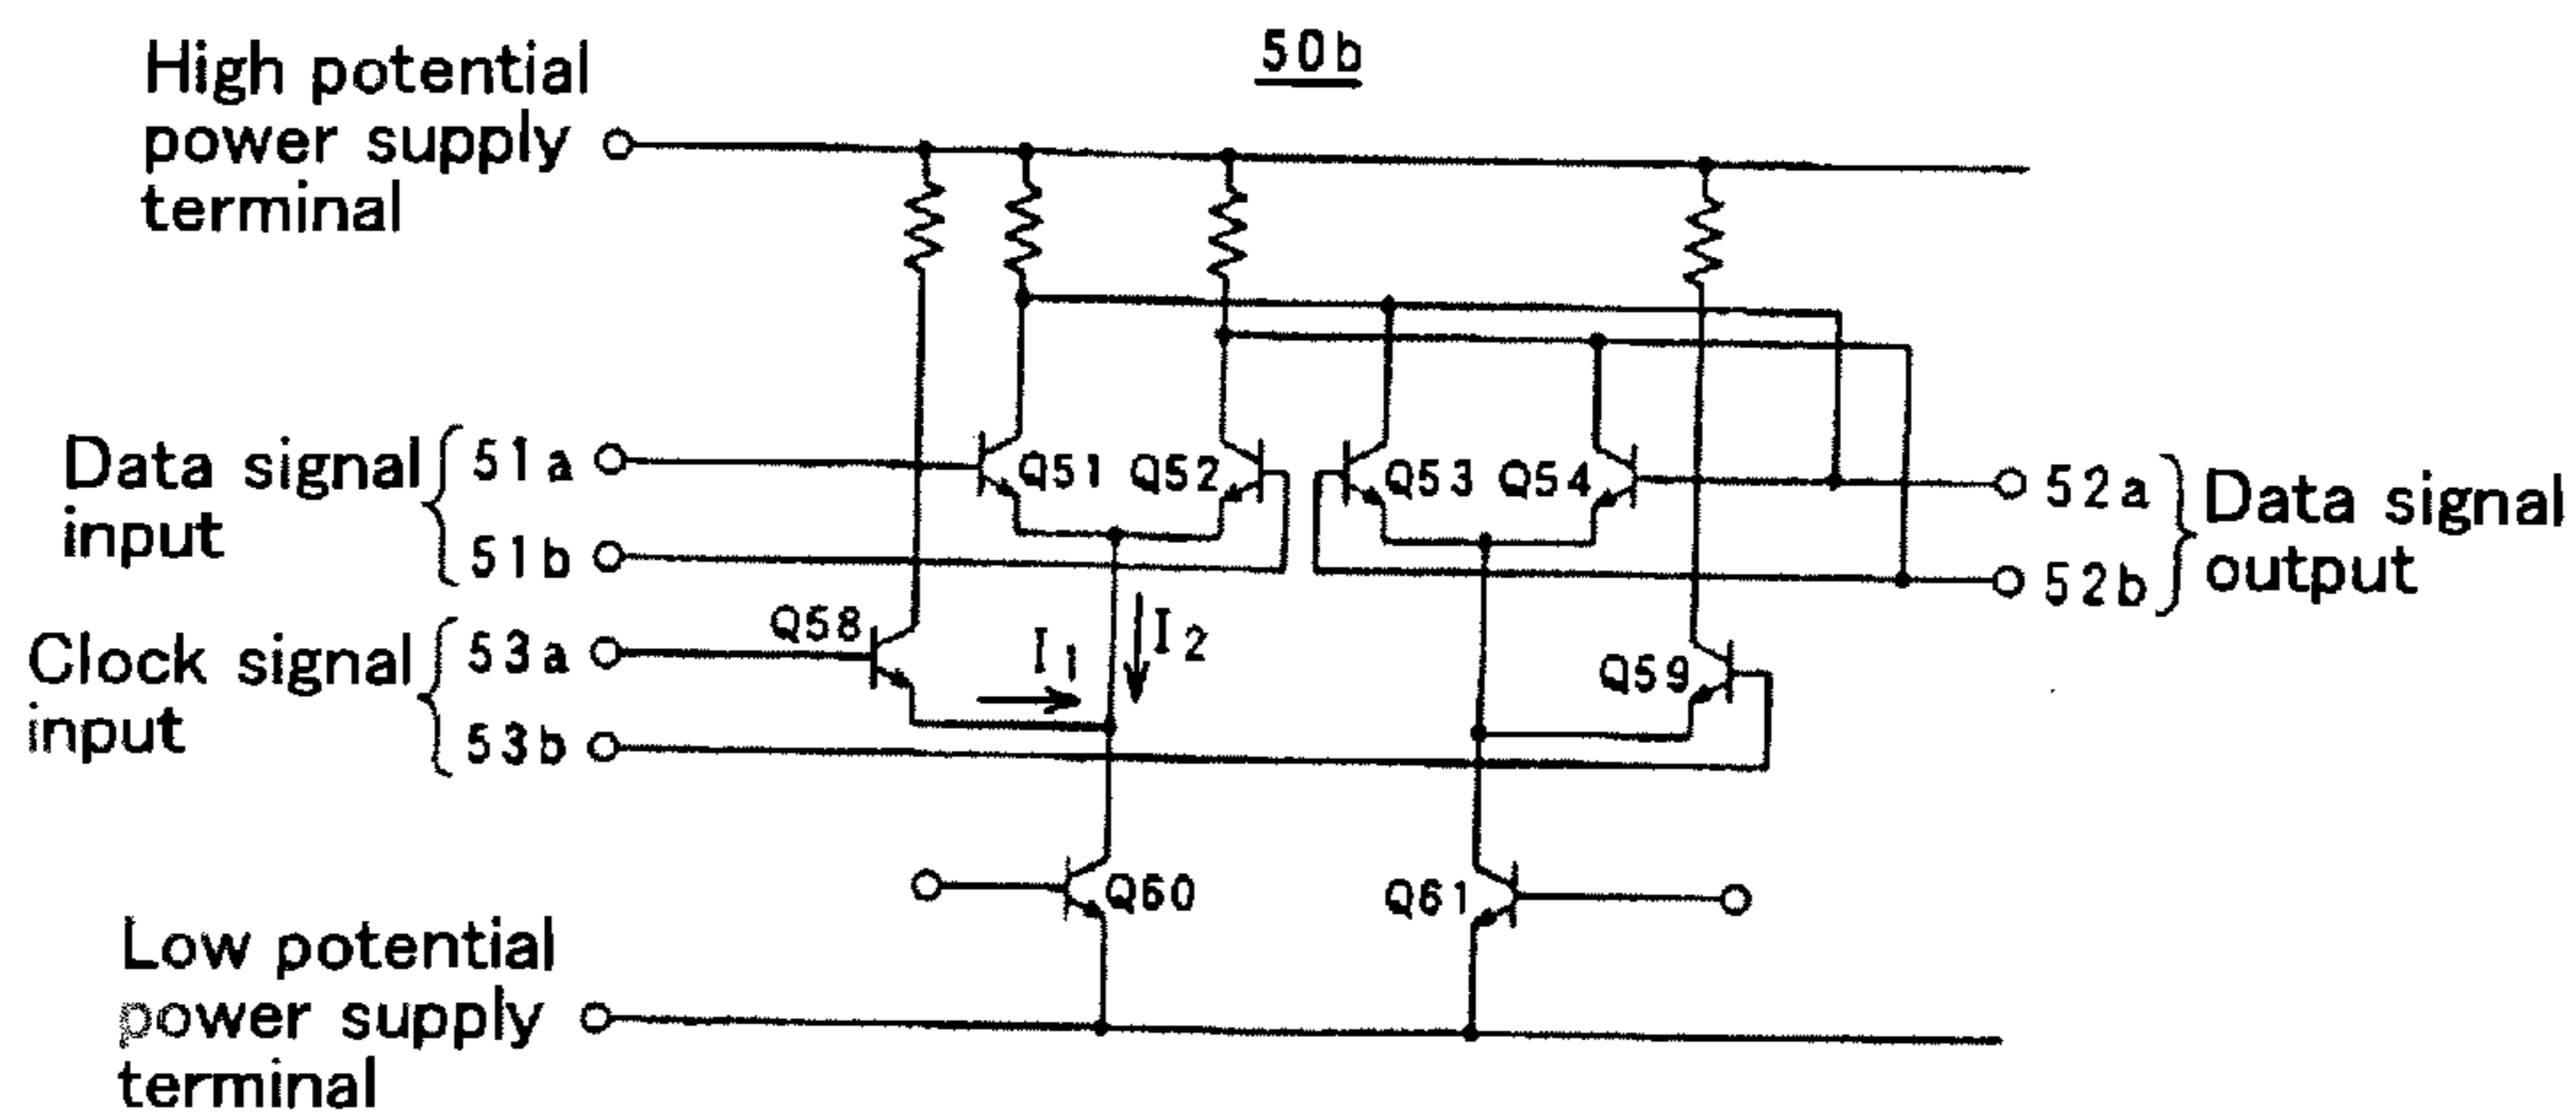 50b
High potential
power supply
terminal
Data signal
input
51a
51b
Q51
Q52
Q53
Q54
52a
52b
Data signal
output
Clock signal
input
53a
53b
Q58
I1
I2
Q59
Q60
Q61
Low potential
power supply
terminal